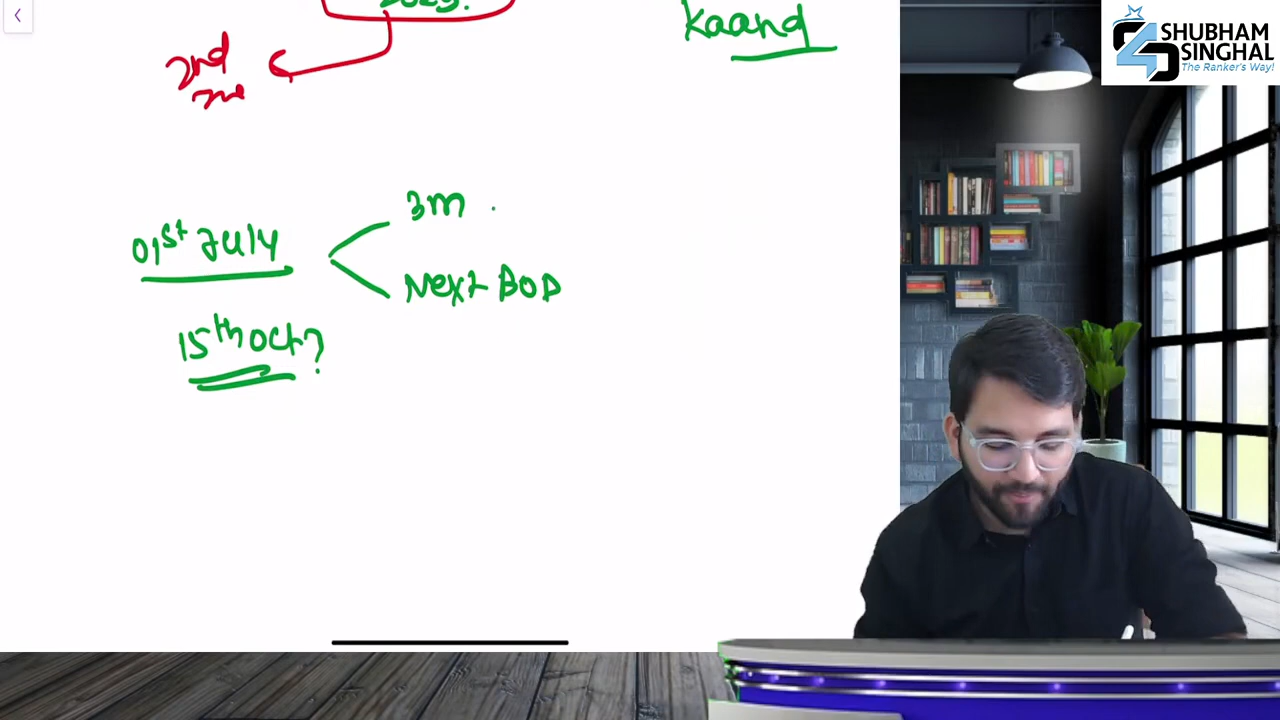 Kaand
2nd
01st July
3m
Next BOD
15th Oct?
SHUBHAM
SINGHAL
The Ranker's Way!